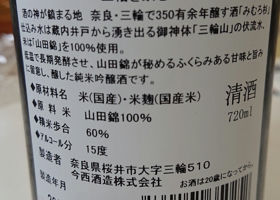 酒の神が鎮まる地 奈良・三輪で350有余年醸す酒「みむろ杉」
仕込み水は蔵内井戸から湧き出る御神体「三輪山」の伏流水、
米は「山田錦」を100%使用。
低温で長期発酵させ、山田錦が秘めるふくらみある甘味と旨み
に留意し、醸した純米吟醸酒です。
原材料 米(国産)・米麹(国産米)
原料米 山田錦100%
精米歩合 60%
アルコール分 15度
清酒
720ml
製造者 奈良県桜井市大字三輪510
今西酒造株式会社
製造年月
お酒は20歳になってから。